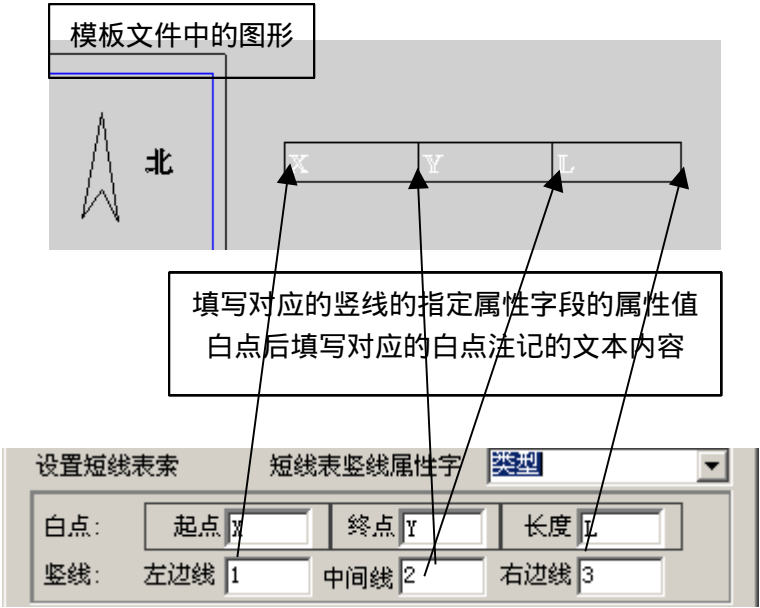 模板文件中的图形
北
X Y L
填写对应的竖线的指定属性字段的属性值
白点后填写对应的白点注记的文本内容
设置短线表索 短线表竖线属性字 类型
白点: 起点 X 终点 Y 长度 L
竖线: 左边线 1 中间线 2 右边线 3